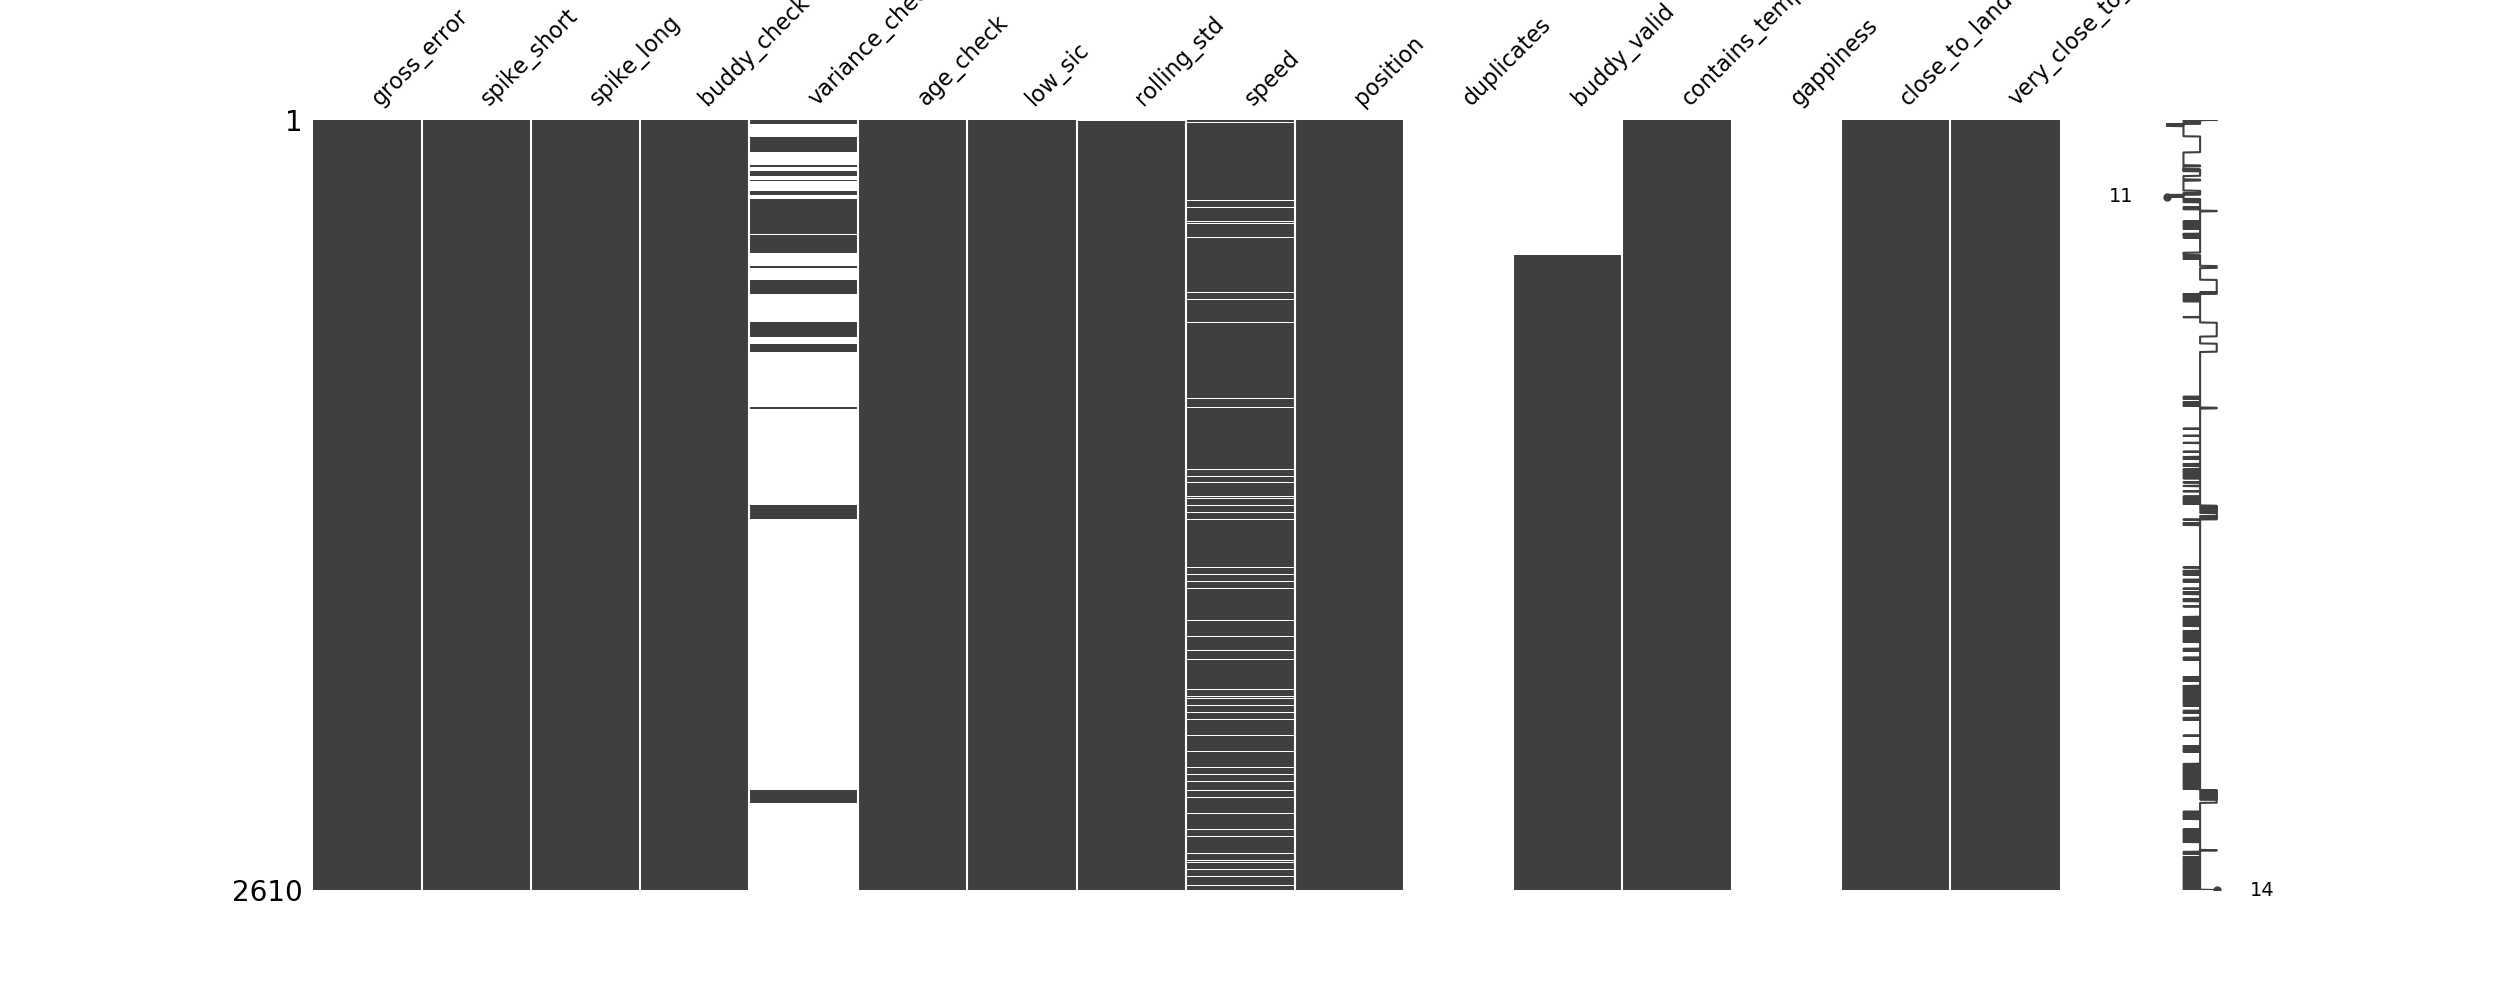 gross_error
spike_short
spike_long
buddy_check
age_check
low_sic
rolling_std
speed
position
duplicates
buddy_valid
gappiness
close_to_land
1
11
2610
14